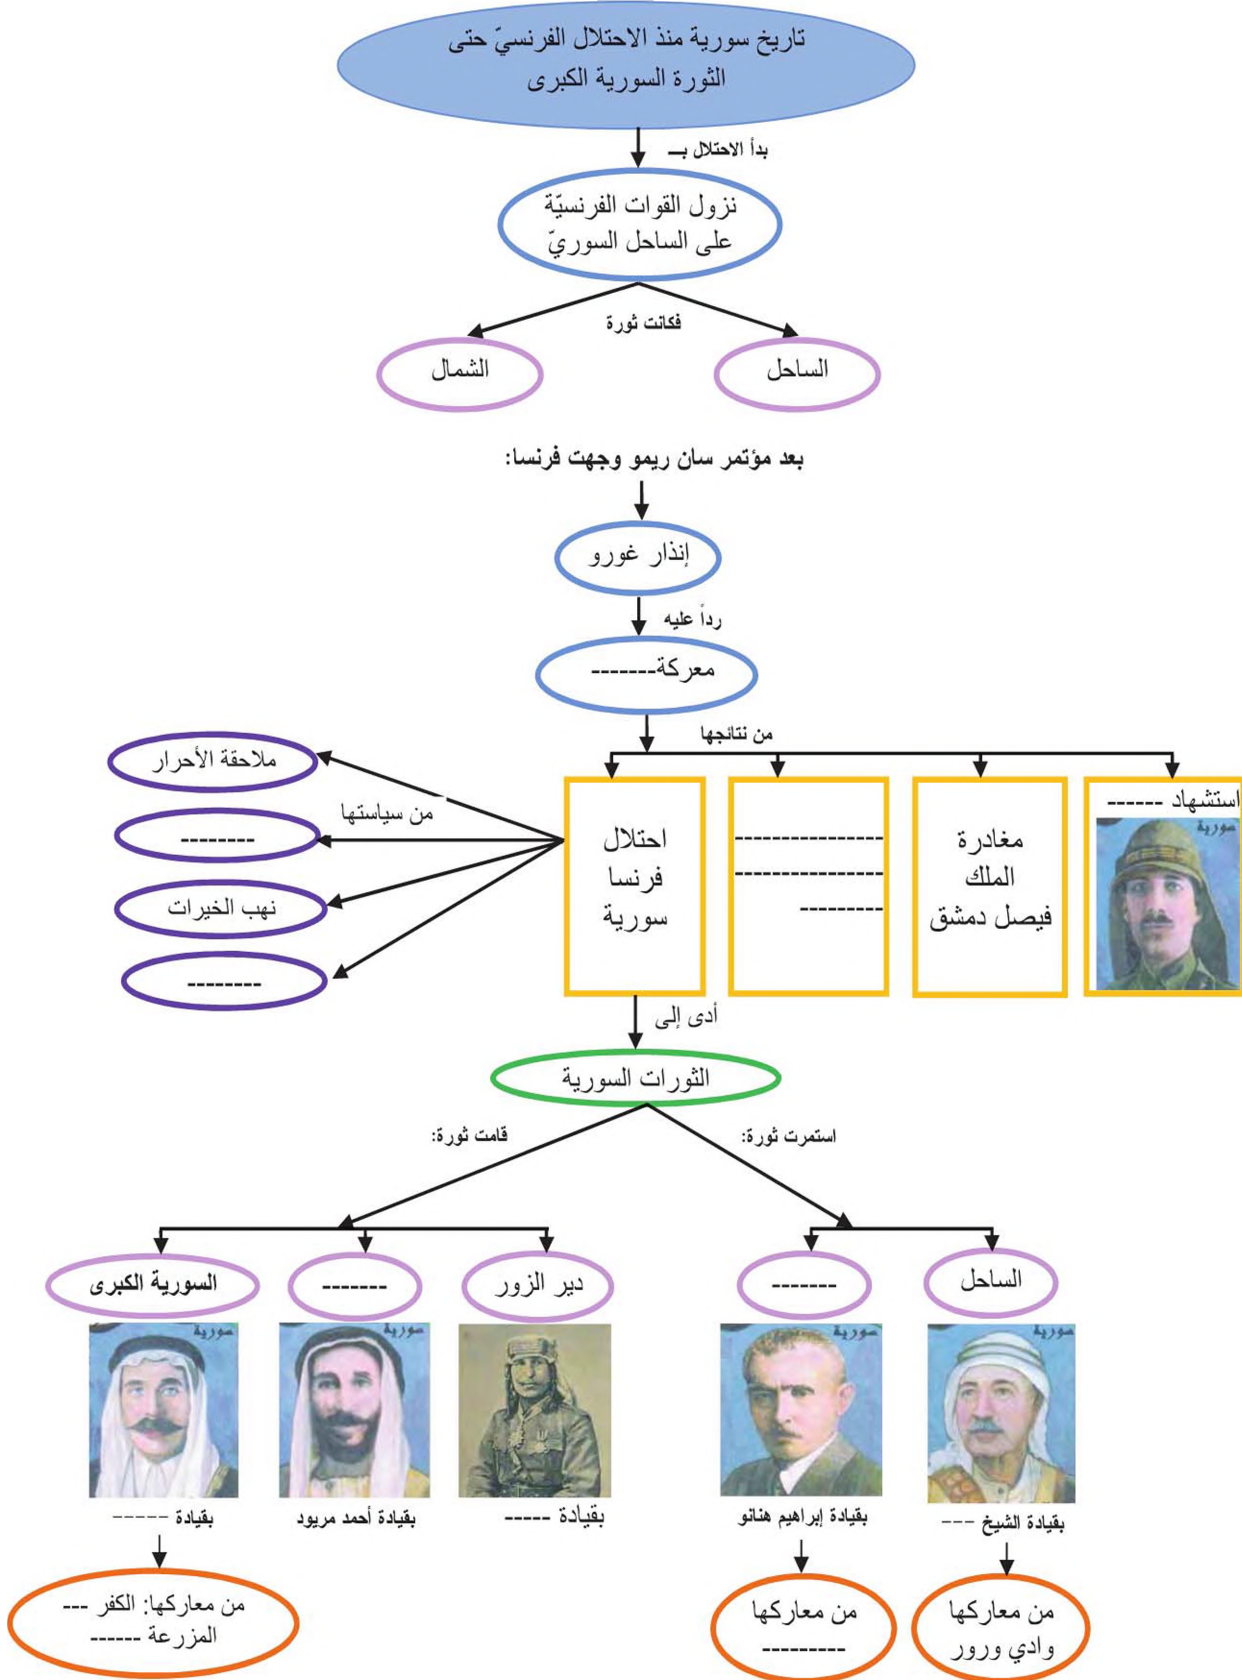 تاريخ سورية منذ الاحتلال الفرنسيّ حتى
الثورة السورية الكبرى
بدأ الاحتلال بـــ
نزول القوات الفرنسيّة
على الساحل السوريّ
فكانت ثورة
الساحل
الشمال
بعد مؤتمر سان ريمو وجهت فرنسا:
إنذار غورو
رداً عليه
معركة-------
من نتائجها
استشهاد ------
سورية
مغادرة
الملك
فيصل دمشق
----------------
----------------
---------
احتلال
فرنسا
سورية
من سياستها
ملاحقة الأحرار
--------
نهب الخيرات
--------
أدى إلى
الثورات السورية
استمرت ثورة:
قامت ثورة:
الساحل
-------
دير الزور
-------
السورية الكبرى
سورية
سورية
سورية
سورية
بقيادة الشيخ ---
بقيادة إبراهيم هنانو
بقيادة -----
بقيادة أحمد مريود
بقيادة -----
من معاركها
وادي ورور
من معاركها
---------
من معاركها: الكفر ---
المزرعة ------